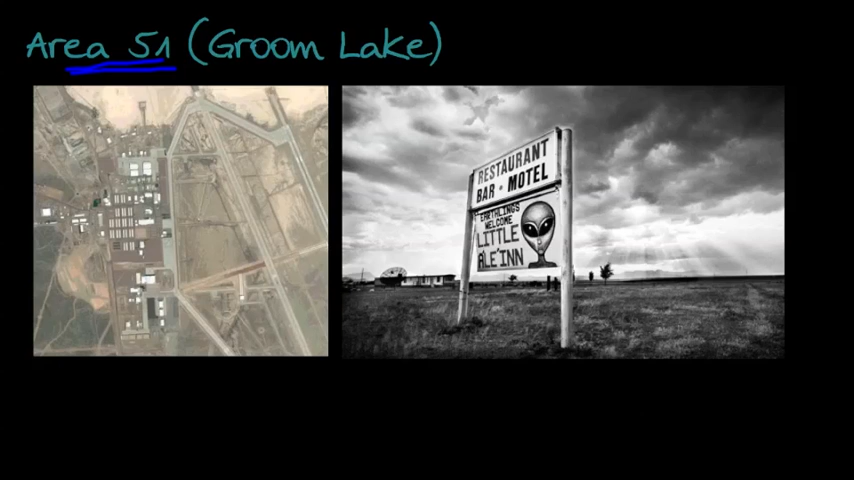 Area 51 (Groom Lake)
RESTAURANT
BAR - MOTEL
EARTHLINGS
WELCOME
LITTLE
A'LE'INN